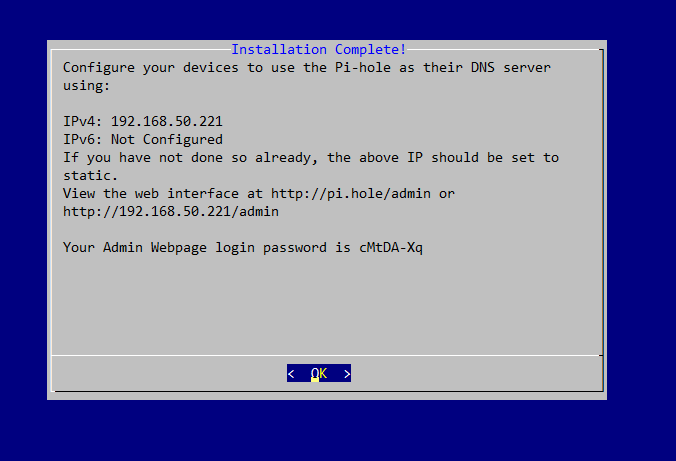 Installation Complete!
Configure your devices to use the Pi-hole as their DNS server
using:
IPv4: 192.168.50.221
IPv6: Not Configured
If you have not done so already, the above IP should be set to
static.
View the web interface at http://pi.hole/admin or
http://192.168.50.221/admin
Your Admin Webpage login password is cMtDA-Xq
< OK >